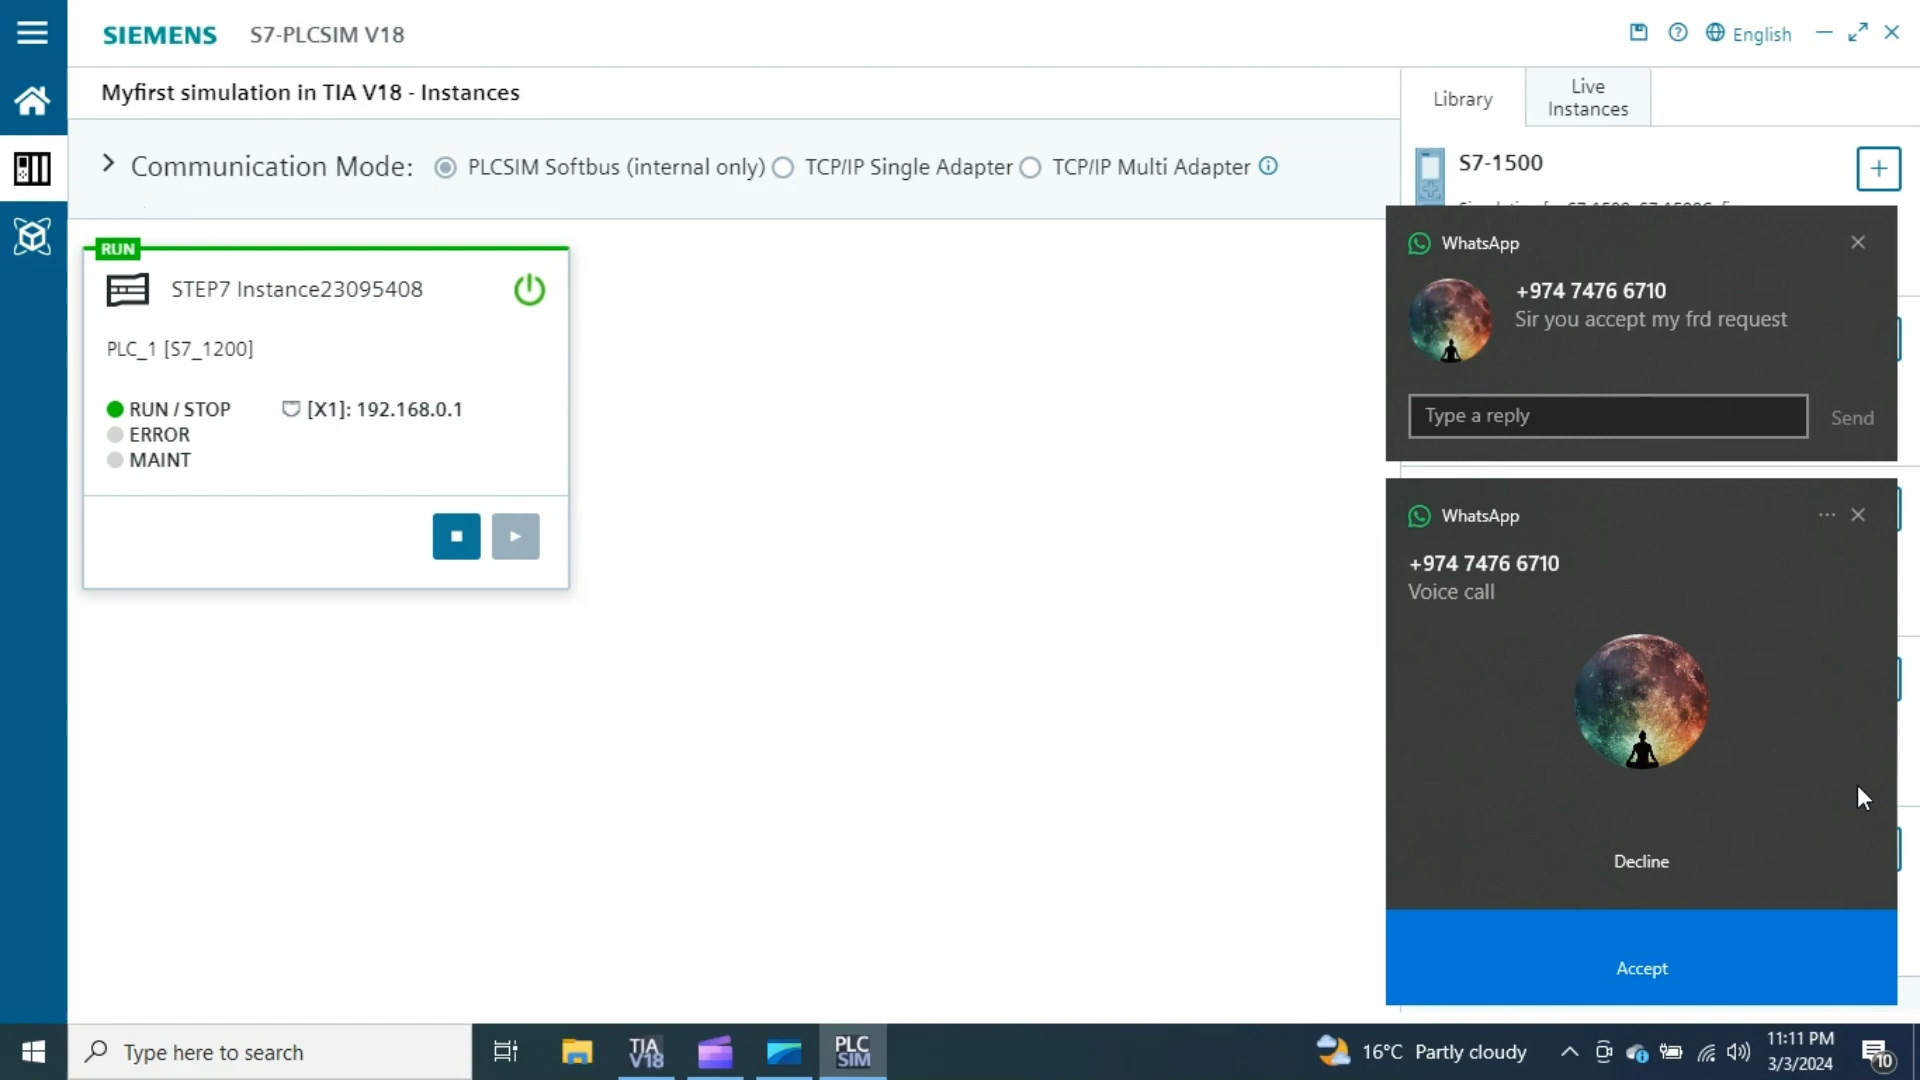 SIEMENS S7-PLCSIM V18
English
Myfirst simulation in TIA V18 - Instances
Library
Live
Instances
Communication Mode: PLCSIM Softbus (internal only) TCP/IP Single Adapter TCP/IP Multi Adapter
S7-1500
RUN
STEP7 Instance23095408
PLC_1 [S7_1200]
RUN / STOP [X1]: 192.168.0.1
ERROR
MAINT
WhatsApp
+974 7476 6710
Sir you accept my frd request
Type a reply
Send
WhatsApp
+974 7476 6710
Voice call
Decline
Accept
Type here to search
TIA
V18
PLC
SIM
16°C Partly cloudy
11:11 PM
3/3/2024
10